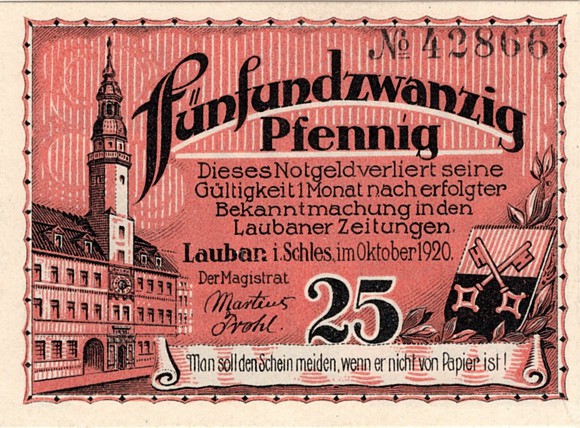 № 42866
Fünfundzwanzig
Pfennig
Dieses Notgeld verliert seine
Gültigkeit 1 Monat nach erfolgter
Bekanntmachung in den
Laubaner Zeitungen.
Lauban i. Schles, im Oktober 1920.
Der Magistrat
Martius
Prohl.
25
Man soll den Schein meiden, wenn er nicht von Papier ist!